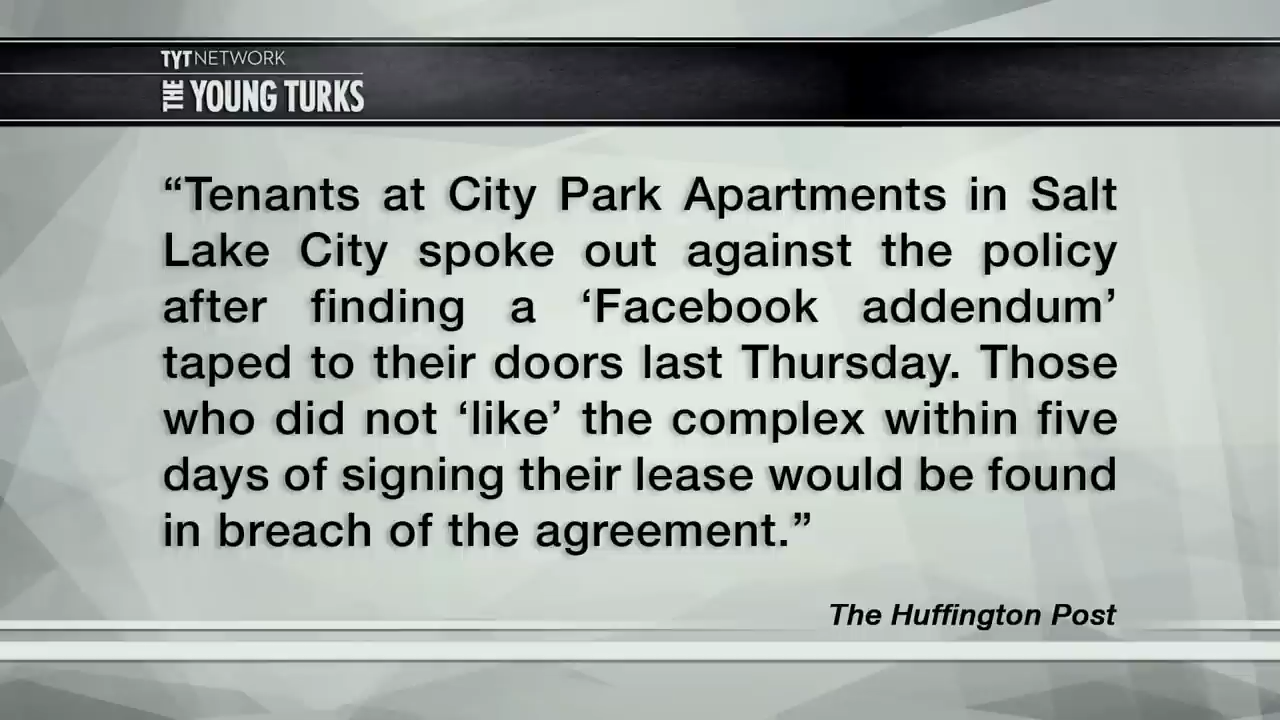 TYTNETWORK
THE YOUNG TURKS
“Tenants at City Park Apartments in Salt
Lake City spoke out against the policy
after finding a ‘Facebook addendum’
taped to their doors last Thursday. Those
who did not ‘like’ the complex within five
days of signing their lease would be found
in breach of the agreement.”
The Huffington Post